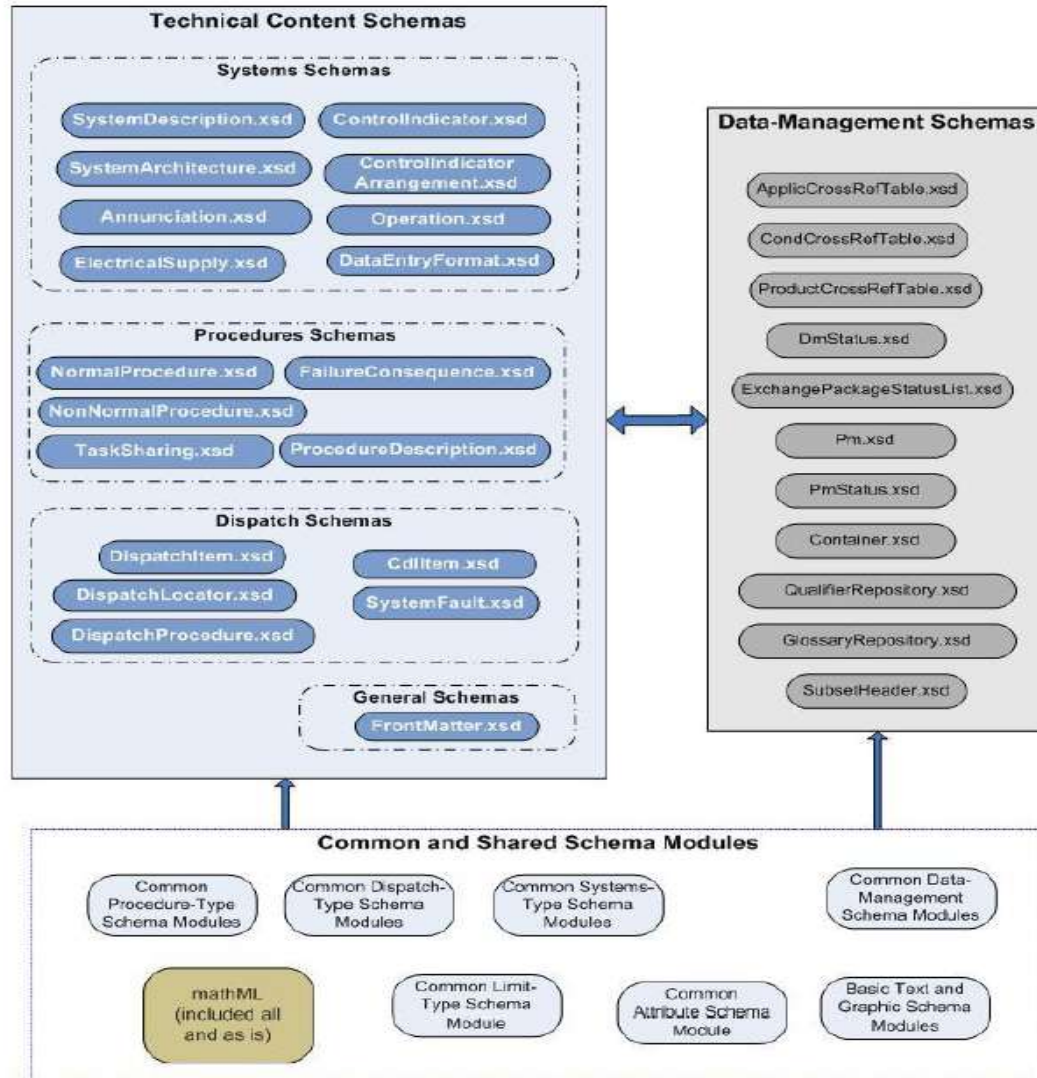 Technical Content Schemas
Systems Schemas
SystemDescription.xsd
ControlIndicator.xsd
SystemArchitecture.xsd
ControlIndicator
Arrangement.xsd
Annunciation.xsd
Operation.xsd
ElectricalSupply.xsd
DataEntryFormat.xsd
Procedures Schemas
NormalProcedure.xsd
FailureConsequence.xsd
NonNormalProcedure.xsd
TaskSharing.xsd
ProcedureDescription.xsd
Dispatch Schemas
DispatchItem.xsd
CdlItem.xsd
DispatchLocator.xsd
SystemFault.xsd
DispatchProcedure.xsd
General Schemas
FrontMatter.xsd
Data-Management Schemas
ApplicCrossRefTable.xsd
CondCrossRefTable.xsd
ProductCrossRefTable.xsd
DmStatus.xsd
ExchangePackageStatusList.xsd
Pm.xsd
PmStatus.xsd
Container.xsd
QualifierRepository.xsd
GlossaryRepository.xsd
SubsetHeader.xsd
Common and Shared Schema Modules
Common
Procedure-Type
Schema Modules
Common Dispatch-
Type Schema
Modules
Common Systems-
Type Schema
Modules
Common Data-
Management
Schema Modules
mathML
(included all
and as is)
Common Limit-
Type Schema
Module
Common
Attribute Schema
Module
Basic Text and
Graphic Schema
Modules